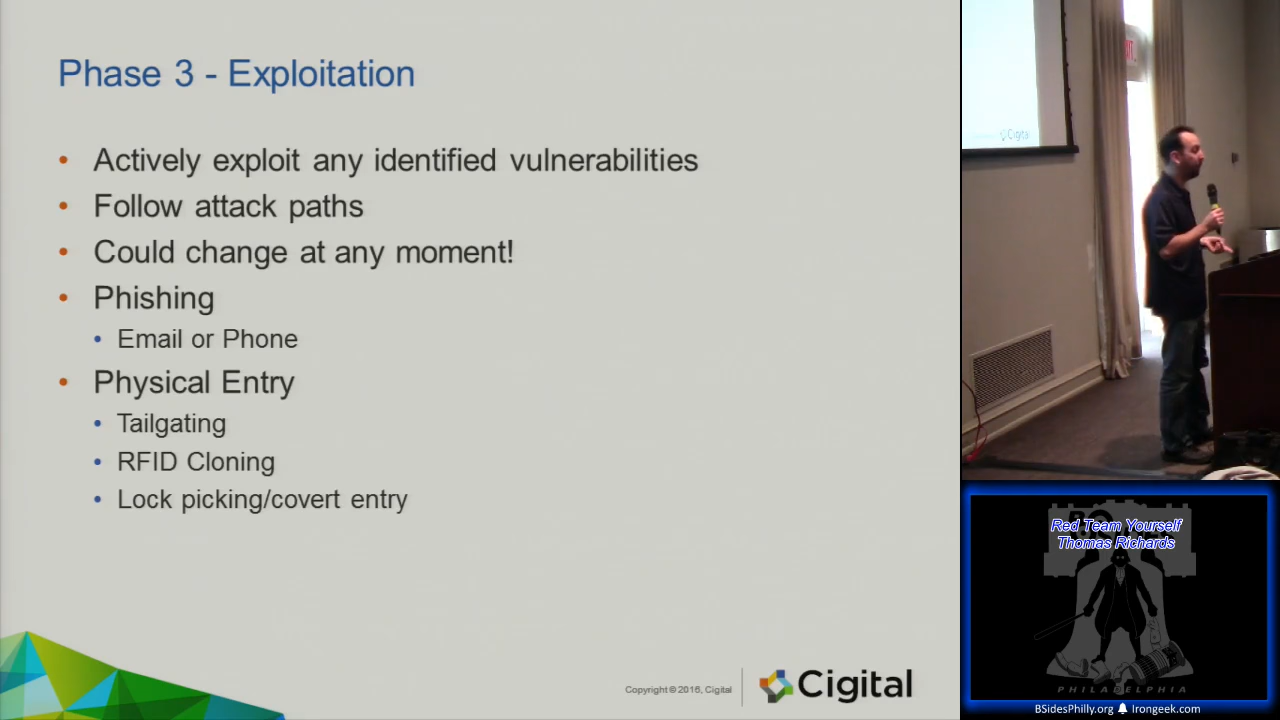 Phase 3 - Exploitation
• Actively exploit any identified vulnerabilities
• Follow attack paths
• Could change at any moment!
• Phishing
• Email or Phone
• Physical Entry
• Tailgating
• RFID Cloning
• Lock picking/covert entry
Copyright © 2016, Cigital
Cigital
Cigital
Red Team Yourself
Thomas Richards
PHILADELPHIA
BSidesPhilly.org
Irongeek.com